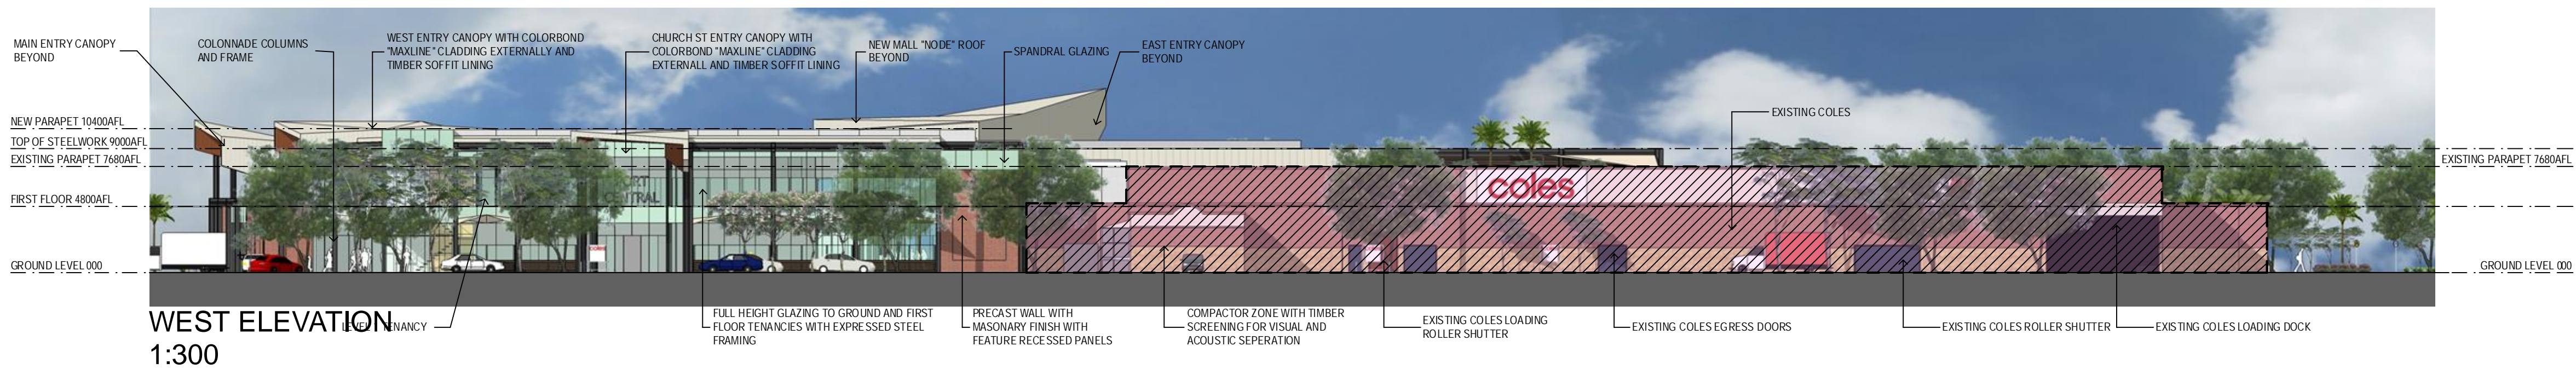 MAIN ENTRY CANOPY
BEYOND
COLONNADE COLUMNS
AND FRAME
WEST ENTRY CANOPY WITH COLORBOND
"MAXLINE" CLADDING EXTERNALLY AND
TIMBER SOFFIT LINING
CHURCH ST ENTRY CANOPY WITH
COLORBOND "MAXLINE" CLADDING
EXTERNALL AND TIMBER SOFFIT LINING
NEW MALL "NODE" ROOF
BEYOND
SPANDRAL GLAZING
EAST ENTRY CANOPY
BEYOND
EXISTING COLES
NEW PARAPET 10400AFL
TOP OF STEELWORK 9000AFL
EXISTING PARAPET 7680AFL
FIRST FLOOR 4800AFL
GROUND LEVEL 000
EXISTING PARAPET 7680AFL
GROUND LEVEL 000
coles
WEST ELEVATION
1:300
TENANCY
FULL HEIGHT GLAZING TO GROUND AND FIRST
FLOOR TENANCIES WITH EXPRESSED STEEL
FRAMING
PRECAST WALL WITH
MASONARY FINISH WITH
FEATURE RECESSED PANELS
COMPACTOR ZONE WITH TIMBER
SCREENING FOR VISUAL AND
ACOUSTIC SEPERATION
EXISTING COLES LOADING
ROLLER SHUTTER
EXISTING COLES EGRESS DOORS
EXISTING COLES ROLLER SHUTTER
EXISTING COLES LOADING DOCK